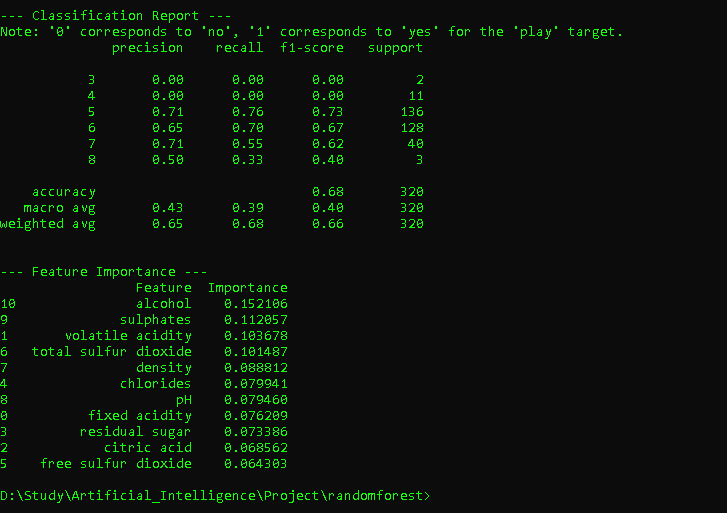 --- Classification Report ---
Note: '0' corresponds to 'no', '1' corresponds to 'yes' for the 'play' target.
precision recall f1-score support
3 0.00 0.00 0.00 2
4 0.00 0.00 0.00 11
5 0.71 0.76 0.73 136
6 0.65 0.70 0.67 128
7 0.71 0.55 0.62 40
8 0.50 0.33 0.40 3
accuracy 0.68 320
macro avg 0.43 0.39 0.40 320
weighted avg 0.65 0.68 0.66 320
--- Feature Importance ---
Feature Importance
10 alcohol 0.152106
9 sulphates 0.112057
1 volatile acidity 0.103678
6 total sulfur dioxide 0.101487
7 density 0.088812
4 chlorides 0.079941
8 pH 0.079460
0 fixed acidity 0.076209
3 residual sugar 0.073386
2 citric acid 0.068562
5 free sulfur dioxide 0.064303
D:\Study\Artificial_Intelligence\Project\randomforest>